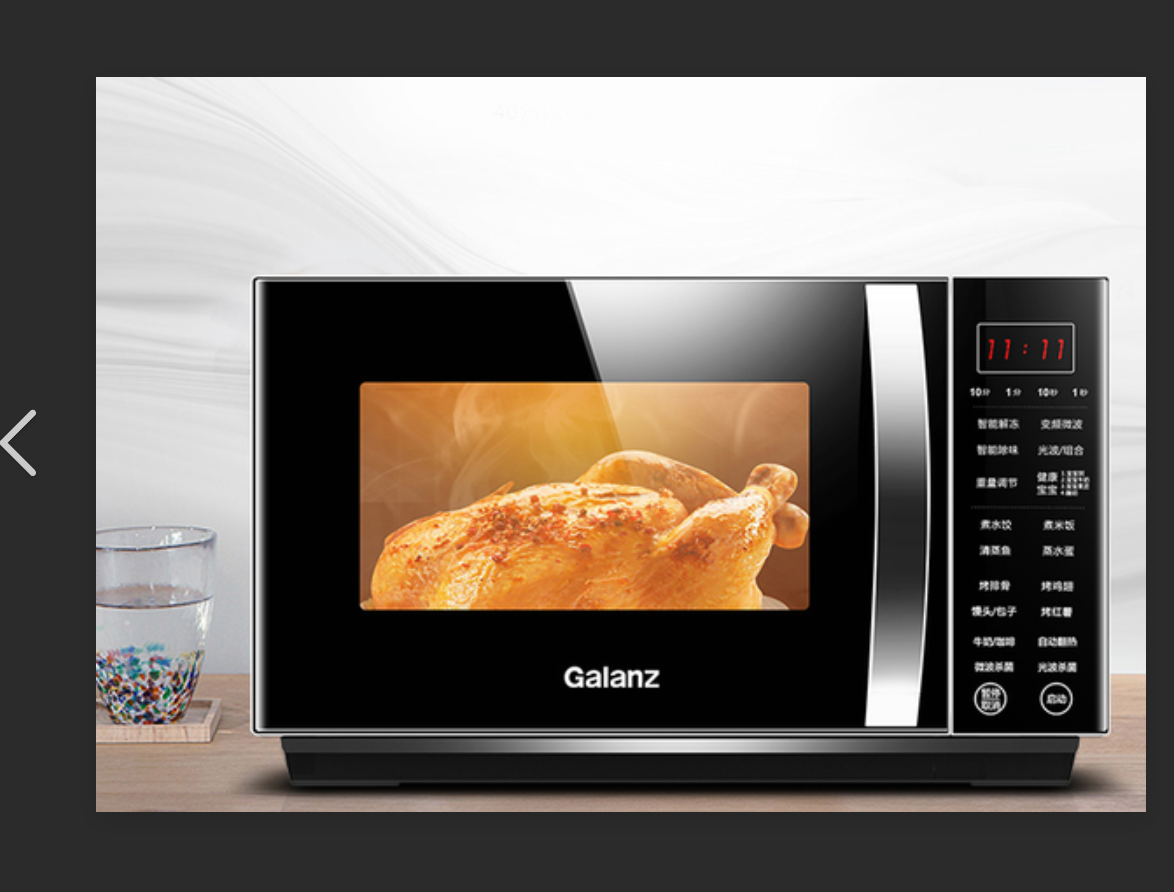 11:11
10分 1分 10秒 1秒
智能解冻 变频微波
智能除味 光波/组合
重量调节 健康宝宝
煮水饺 煮米饭
清蒸鱼 蒸水蛋
烤排骨 烤鸡翅
馒头/包子 烤红薯
牛奶/咖啡 自动翻热
微波杀菌 光波杀菌
暂停取消 启动
Galanz